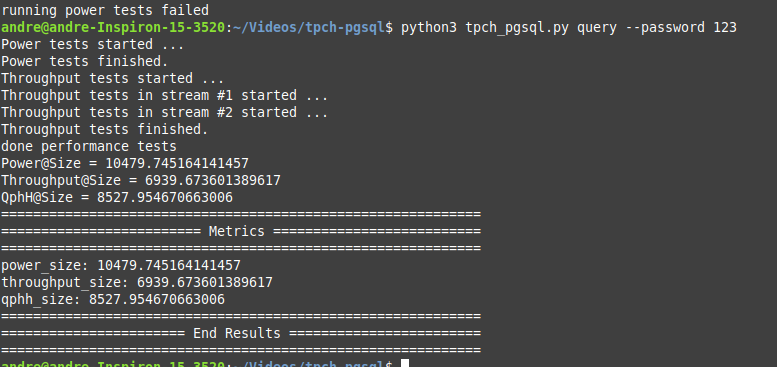 running power tests failed
andre@andre-Inspiron-15-3520:~/Videos/tpch-pgsql$ python3 tpch_pgsql.py query --password 123
Power tests started ...
Power tests finished.
Throughput tests started ...
Throughput tests in stream #1 started ...
Throughput tests in stream #2 started ...
Throughput tests finished.
done performance tests
Power@Size = 10479.745164141457
Throughput@Size = 6939.673601389617
QphH@Size = 8527.954670663006
============================================================
========================= Metrics ==========================
============================================================
power_size: 10479.745164141457
throughput_size: 6939.673601389617
qphh_size: 8527.954670663006
============================================================
======================= End Results ========================
============================================================
andre@andre-Inspiron-15-3520:~/Videos/tpch-pgsql$